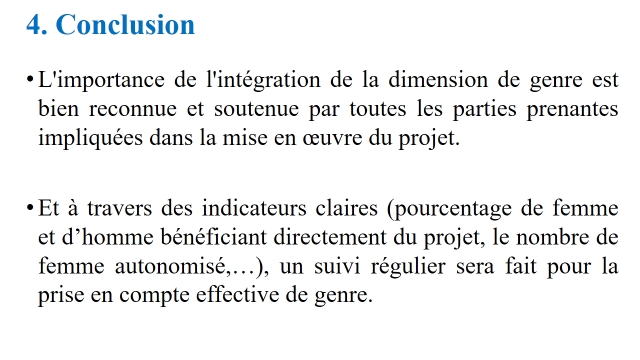 4. Conclusion
•L'importance de l'intégration de la dimension de genre est
bien reconnue et soutenue par toutes les parties prenantes
impliquées dans la mise en œuvre du projet.
•Et à travers des indicateurs claires (pourcentage de femme
et d’homme bénéficiant directement du projet, le nombre de
femme autonomisé,…), un suivi régulier sera fait pour la
prise en compte effective de genre.